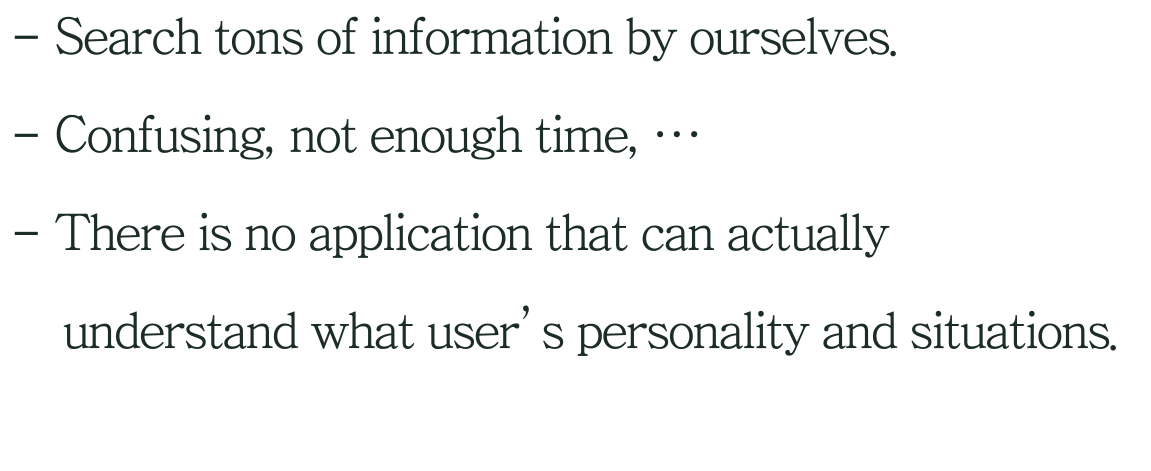 - Search tons of information by ourselves.
- Confusing, not enough time, …
- There is no application that can actually
understand what user’s personality and situations.